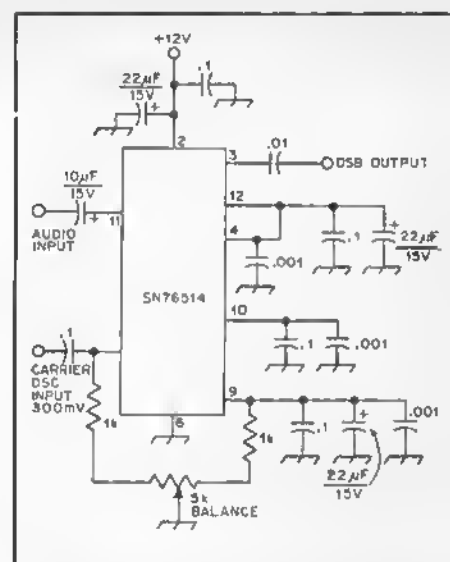 +12V
22µF
15V
.1
2
3
.01
DSB OUTPUT
10µF
15V
11
12
AUDIO
INPUT
4
.001
.1
22µF
15V
SN76514
10
.1
.001
.1
CARRIER
OSC
INPUT
300mV
9
1k
6
1k
.1
22µF
15V
.001
5k
BALANCE